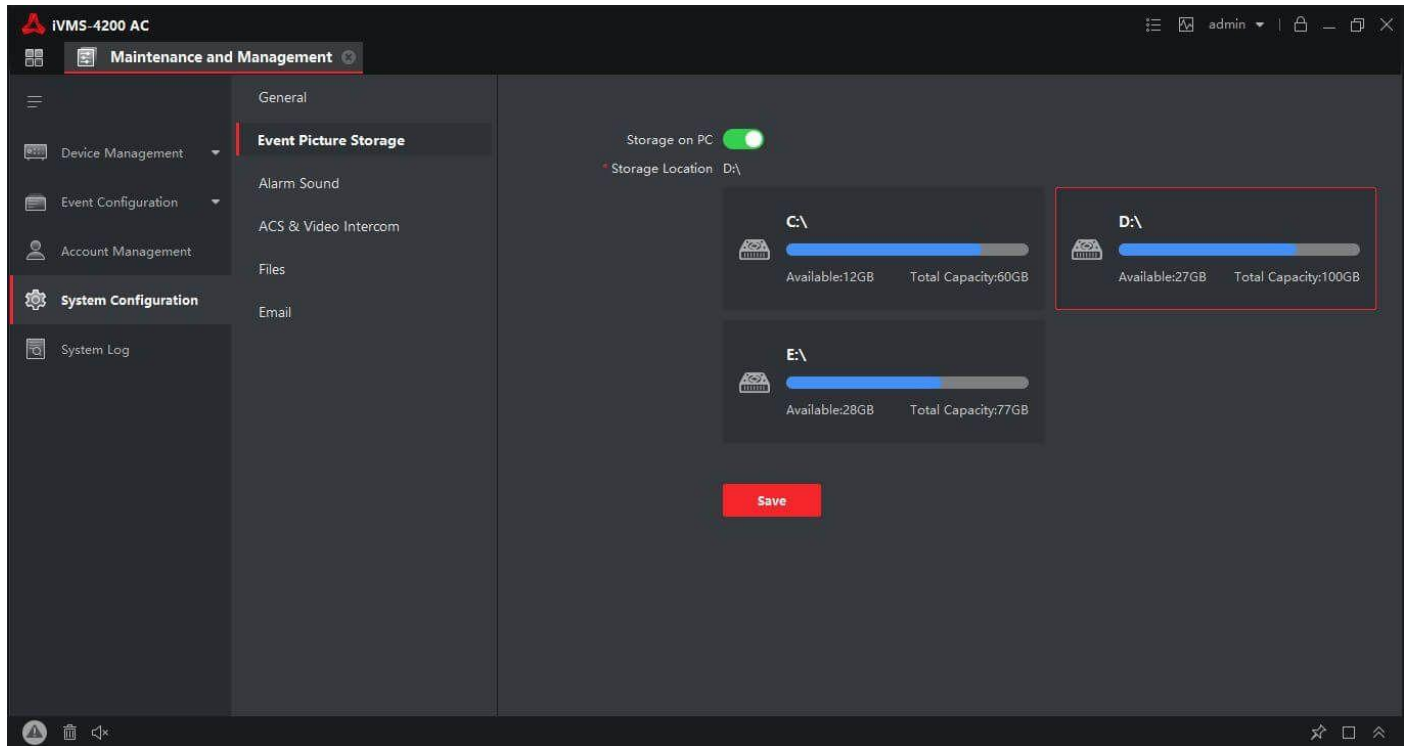 iVMS-4200 AC
admin
Maintenance and Management
Device Management
Event Configuration
Account Management
System Configuration
System Log
General
Event Picture Storage
Alarm Sound
ACS & Video Intercom
Files
Email
Storage on PC
* Storage Location D:\
C:\
Available:12GB Total Capacity:60GB
D:\
Available:27GB Total Capacity:100GB
E:\
Available:28GB Total Capacity:77GB
Save